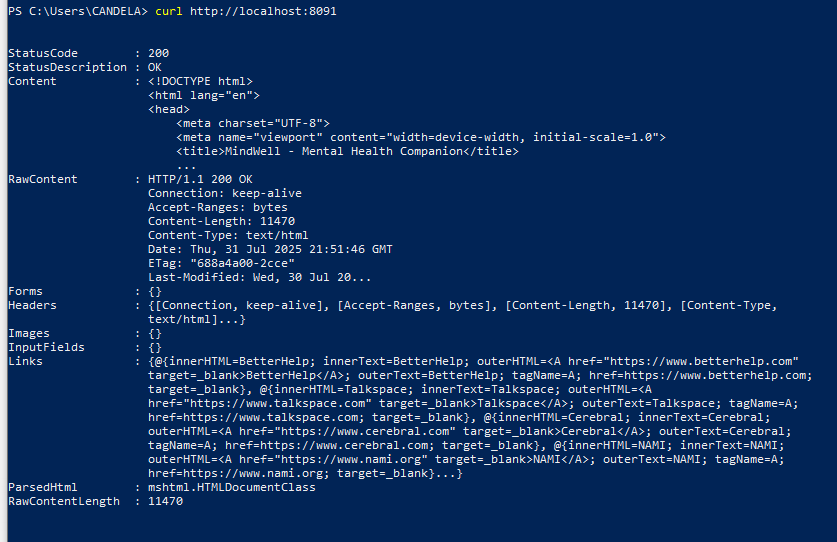 PS C:\Users\CANDELA> curl http://localhost:8091
StatusCode : 200
StatusDescription : OK
Content : <!DOCTYPE html>
<html lang="en">
<head>
<meta charset="UTF-8">
<meta name="viewport" content="width=device-width, initial-scale=1.0">
<title>MindWell - Mental Health Companion</title>
...
RawContent : HTTP/1.1 200 OK
Connection: keep-alive
Accept-Ranges: bytes
Content-Length: 11470
Content-Type: text/html
Date: Thu, 31 Jul 2025 21:51:46 GMT
ETag: "688a4a00-2cce"
Last-Modified: Wed, 30 Jul 20...
Forms : {}
Headers : {[Connection, keep-alive], [Accept-Ranges, bytes], [Content-Length, 11470], [Content-Type,
text/html]...}
Images : {}
InputFields : {}
Links : {@{innerHTML=BetterHelp; innerText=BetterHelp; outerHTML=<A href="https://www.betterhelp.com"
target=_blank>BetterHelp</A>; outerText=BetterHelp; tagName=A; href=https://www.betterhelp.com;
target=_blank}, @{innerHTML=Talkspace; innerText=Talkspace; outerHTML=<A
href="https://www.talkspace.com" target=_blank>Talkspace</A>; outerText=Talkspace; tagName=A;
href=https://www.talkspace.com; target=_blank}, @{innerHTML=Cerebral; innerText=Cerebral;
outerHTML=<A href="https://www.cerebral.com" target=_blank>Cerebral</A>; outerText=Cerebral;
tagName=A; href=https://www.cerebral.com; target=_blank}, @{innerHTML=NAMI; innerText=NAMI;
outerHTML=<A href="https://www.nami.org" target=_blank>NAMI</A>; outerText=NAMI; tagName=A;
href=https://www.nami.org; target=_blank}...}
ParsedHtml : mshtml.HTMLDocumentClass
RawContentLength : 11470